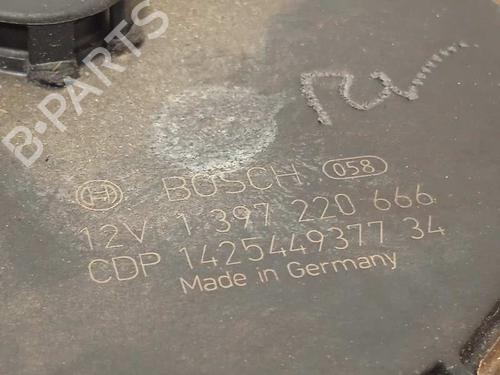 B-PARTS
BOSCH 058
12V 1 397 220 666
CDP 1425449377 34
Made in Germany